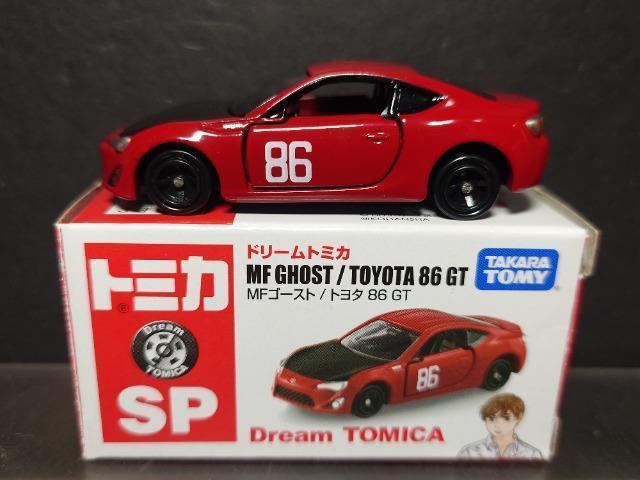 86
トミカ
®
Dream
TOMICA
SP
ドリームトミカ
MF GHOST / TOYOTA 86 GT
MFゴースト / トヨタ 86 GT
TAKARA
TOMY
86
Dream TOMICA